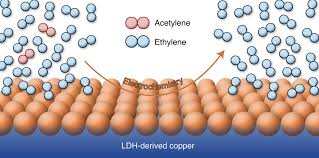 Acetylene
Ethylene
Electrochemistry
LDH-derived copper